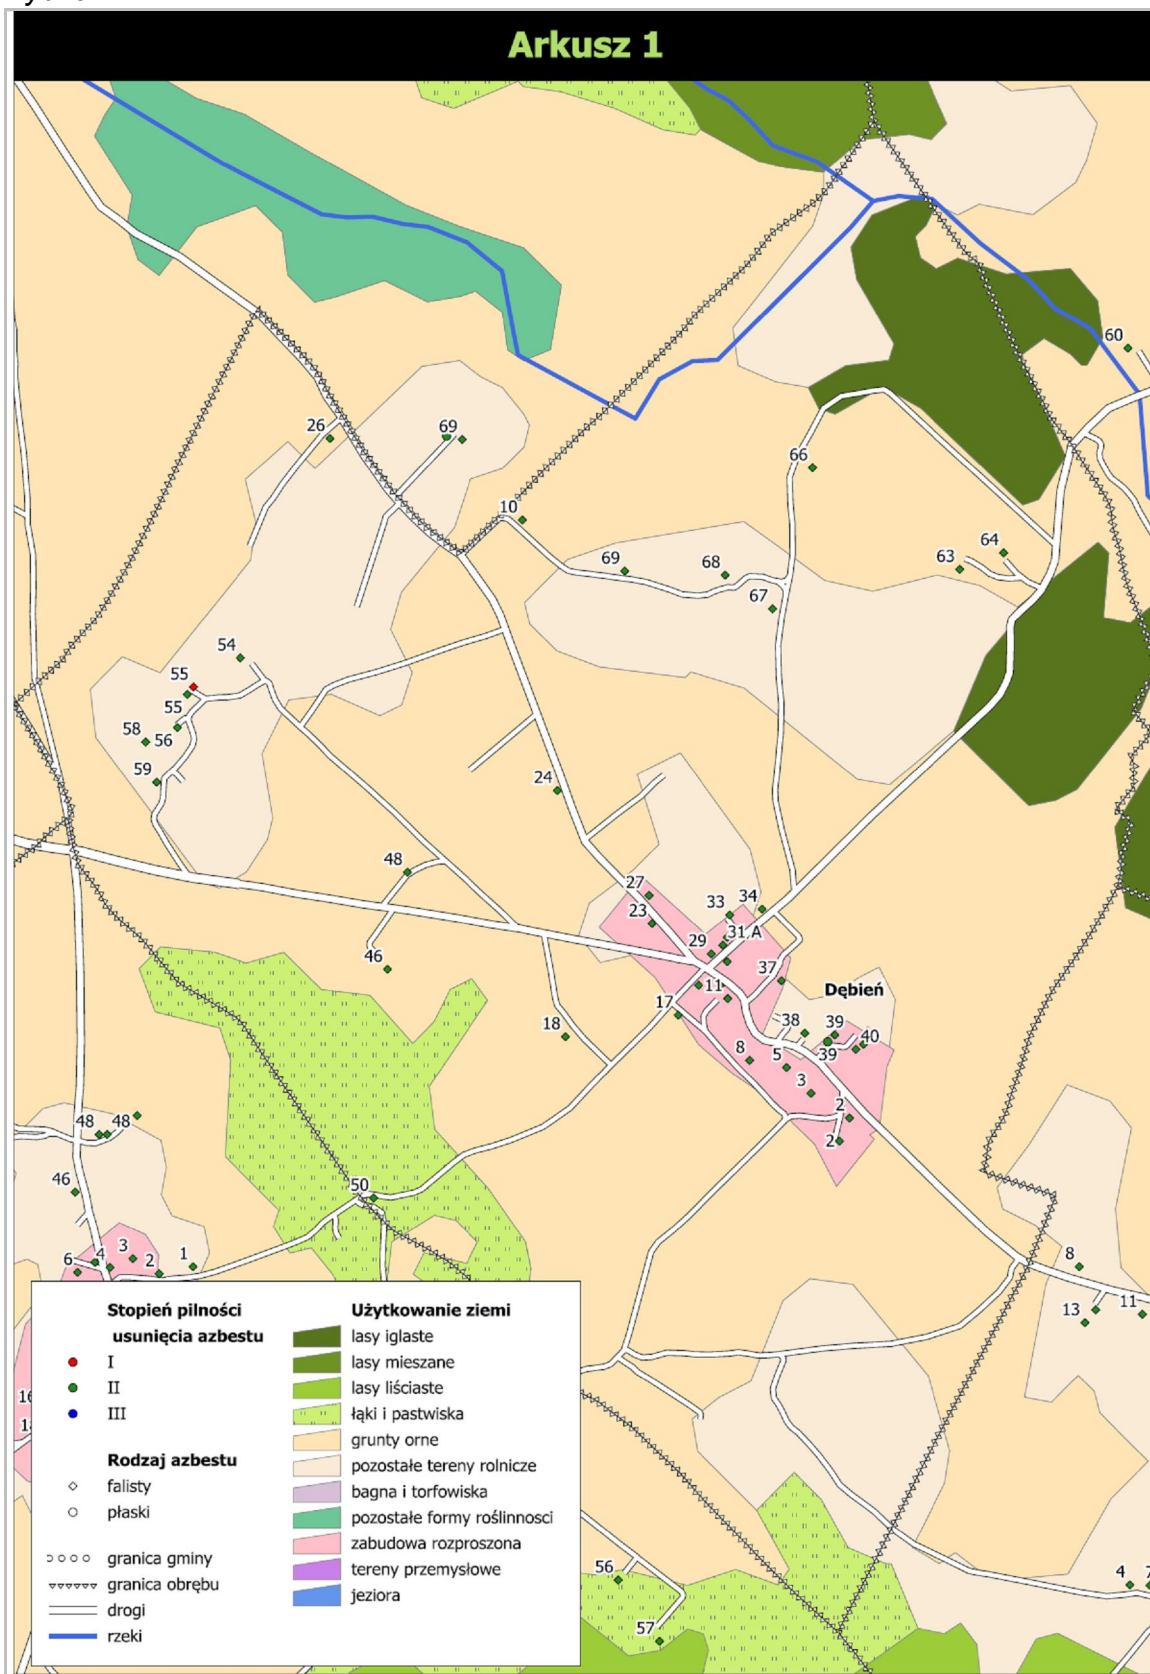 Arkusz 1
60
26
69
66
10
69
68
67
63
64
54
55
55
58
56
59
24
48
46
27
23
33
34
29
31A
37
11
17
Dębień
18
38
39
40
39
8
5
3
2
2
48
48
46
50
6
4
3
2
1
8
13
11
16
56
57
4
7
Stopień pilności
usunięcia azbestu
I
II
III
Rodzaj azbestu
falisty
płaski
granica gminy
granica obrębu
drogi
rzeki
Użytkowanie ziemi
lasy iglaste
lasy mieszane
lasy liściaste
łąki i pastwiska
grunty orne
pozostałe tereny rolnicze
bagna i torfowiska
pozostałe formy roślinnosci
zabudowa rozproszona
tereny przemysłowe
jeziora